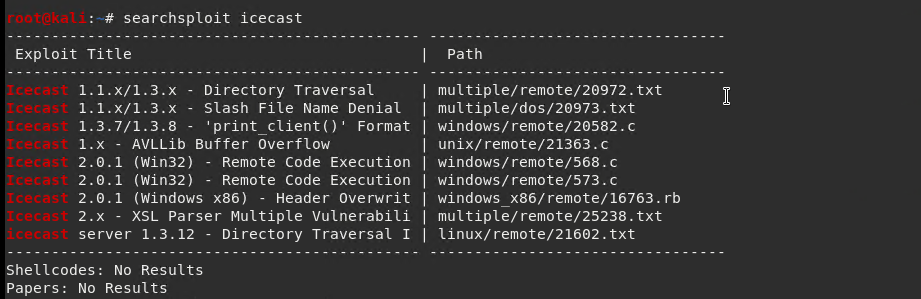 root@kali:~# searchsploit icecast
---------------------------------------------- ---------------------------------
 Exploit Title                                |  Path
---------------------------------------------- ---------------------------------
Icecast 1.1.x/1.3.x - Directory Traversal     | multiple/remote/20972.txt
Icecast 1.1.x/1.3.x - Slash File Name Denial  | multiple/dos/20973.txt
Icecast 1.3.7/1.3.8 - 'print_client()' Format | windows/remote/20582.c
Icecast 1.x - AVLLib Buffer Overflow          | unix/remote/21363.c
Icecast 2.0.1 (Win32) - Remote Code Execution | windows/remote/568.c
Icecast 2.0.1 (Win32) - Remote Code Execution | windows/remote/573.c
Icecast 2.0.1 (Windows x86) - Header Overwrit | windows_x86/remote/16763.rb
Icecast 2.x - XSL Parser Multiple Vulnerabili | multiple/remote/25238.txt
icecast server 1.3.12 - Directory Traversal I | linux/remote/21602.txt
---------------------------------------------- ---------------------------------
Shellcodes: No Results
Papers: No Results